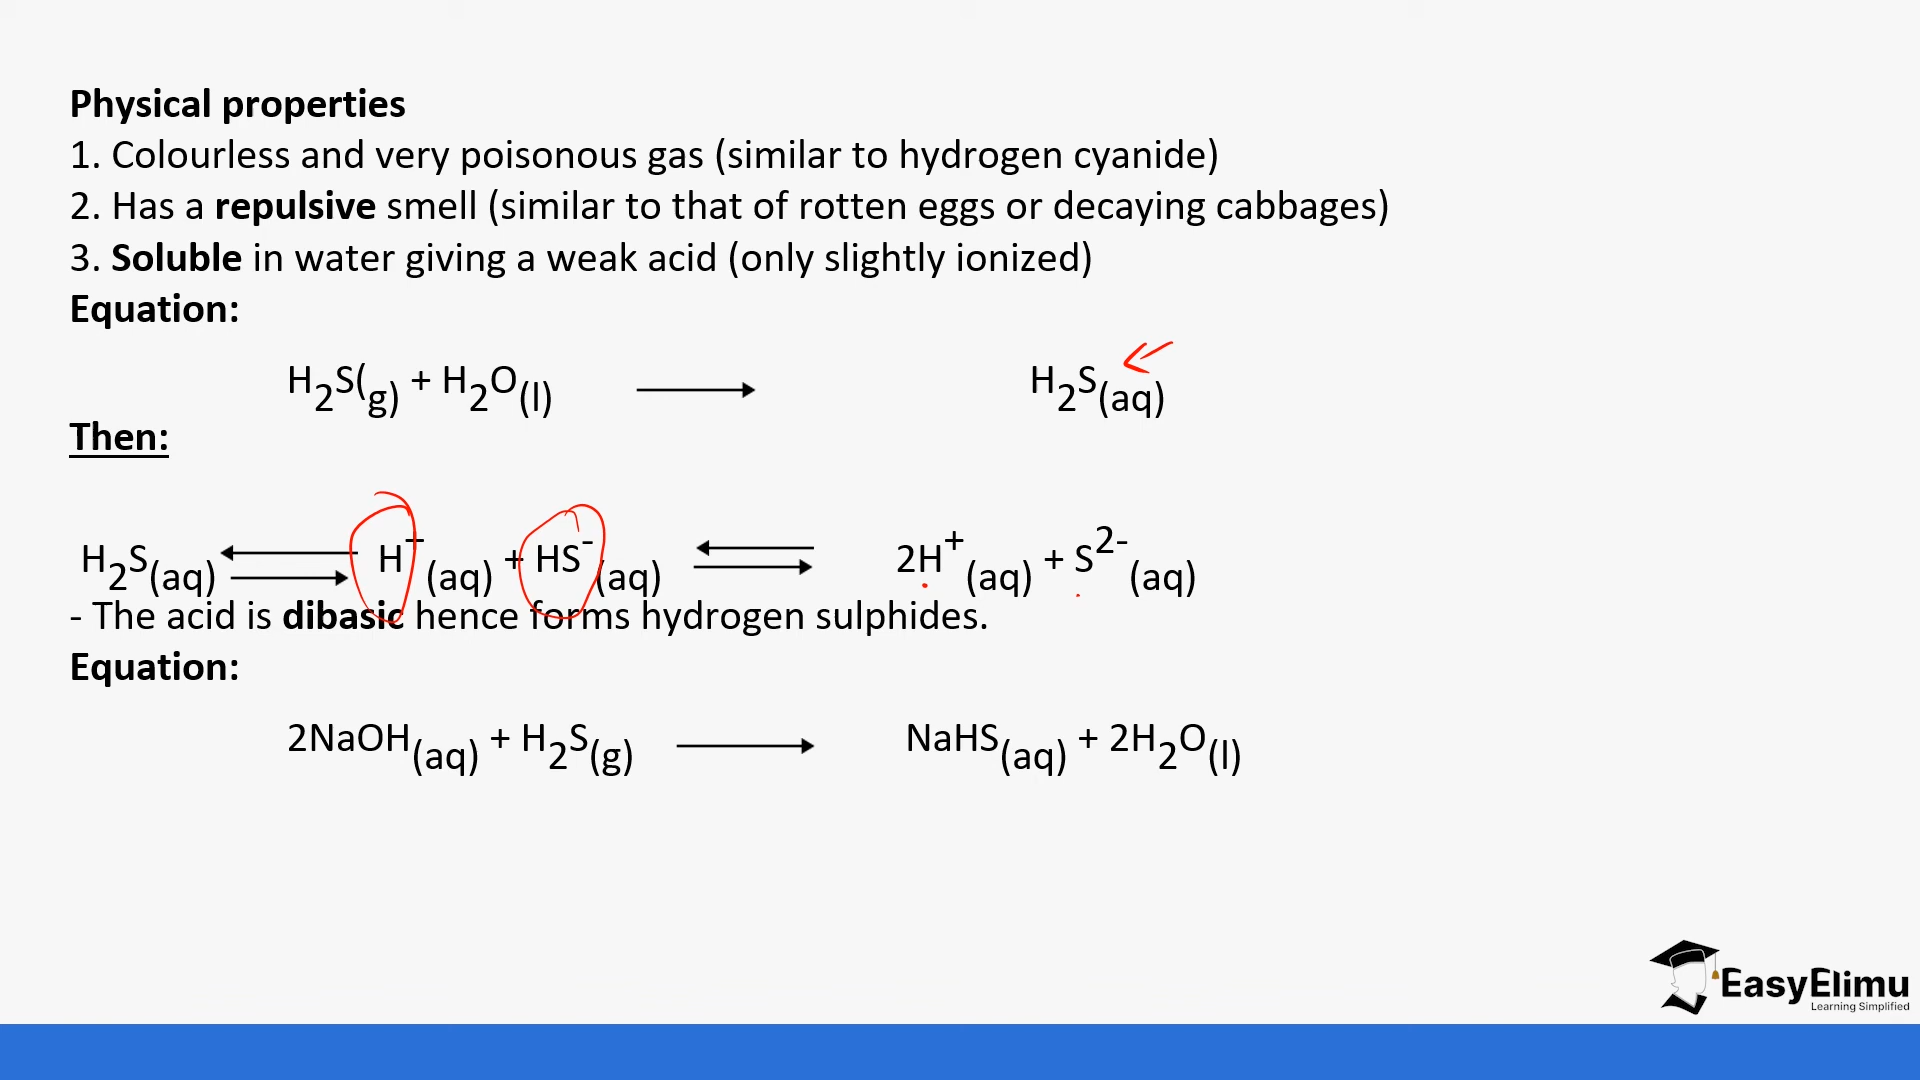 Physical properties
1. Colourless and very poisonous gas (similar to hydrogen cyanide)
2. Has a repulsive smell (similar to that of rotten eggs or decaying cabbages)
3. Soluble in water giving a weak acid (only slightly ionized)
Equation:
H₂S(g) + H₂O(l) ⟶ H₂S(aq)
Then:
H₂S(aq) ⇌ H⁺(aq) + HS⁻(aq) ⇌ 2H⁺(aq) + S²⁻(aq)
- The acid is dibasic hence forms hydrogen sulphides.
Equation:
2NaOH(aq) + H₂S(g) ⟶ NaHS(aq) + 2H₂O(l)
EasyElimu
Learning Simplified